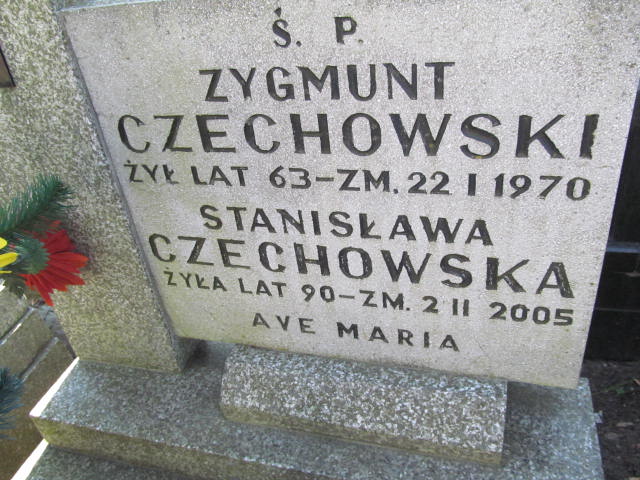 Ś. P.
ZYGMUNT
CZECHOWSKI
ŻYŁ LAT 63-ZM. 22 I 1970
STANISŁAWA
CZECHOWSKA
ŻYŁA LAT 90-ZM. 2 II 2005
AVE MARIA